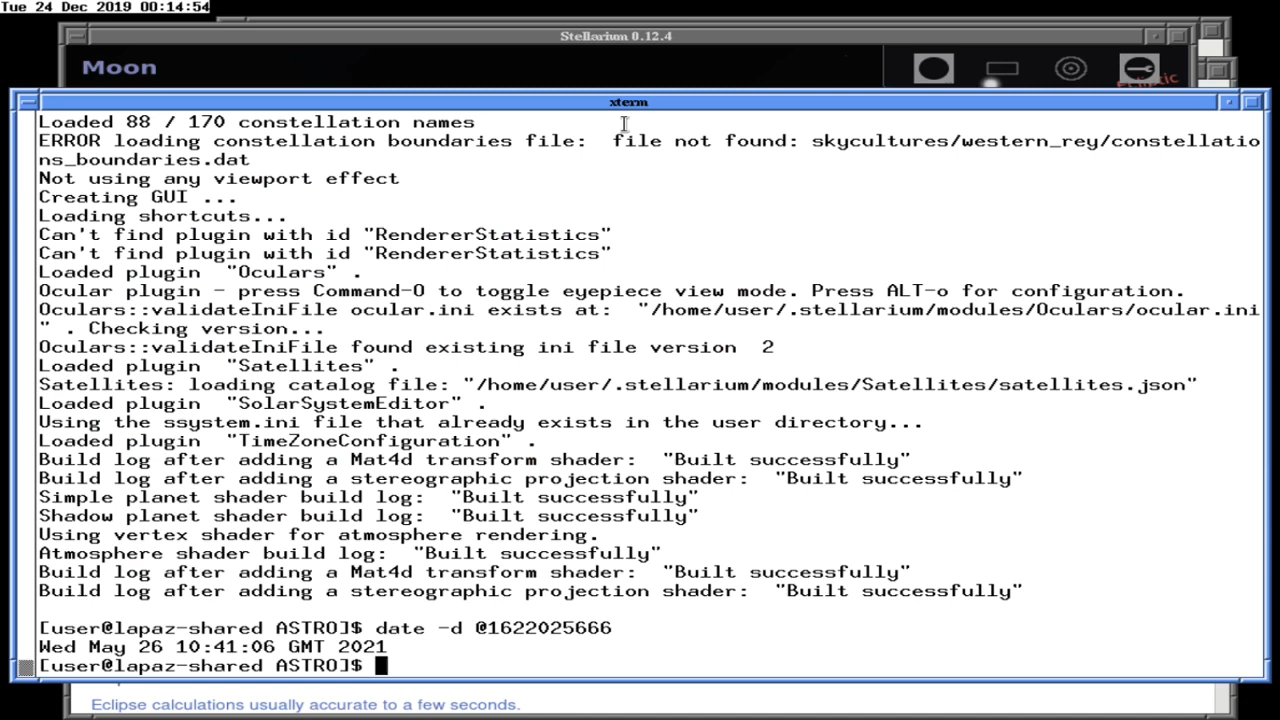 Tue 24 Dec 2019 00:14:54
Stellarium 0.12.4
Moon
Ecliptic
xterm
Loaded 88 / 170 constellation names
ERROR loading constellation boundaries file:  file not found: skycultures/western_rey/constellatio
ns_boundaries.dat
Not using any viewport effect
Creating GUI ...
Loading shortcuts...
Can't find plugin with id "RendererStatistics"
Can't find plugin with id "RendererStatistics"
Loaded plugin  "Oculars" .
Ocular plugin - press Command-O to toggle eyepiece view mode. Press ALT-o for configuration.
Oculars::validateIniFile ocular.ini exists at:  "/home/user/.stellarium/modules/Oculars/ocular.ini
" . Checking version...
Oculars::validateIniFile found existing ini file version  2
Loaded plugin  "Satellites" .
Satellites: loading catalog file: "/home/user/.stellarium/modules/Satellites/satellites.json"
Loaded plugin  "SolarSystemEditor" .
Using the ssystem.ini file that already exists in the user directory...
Loaded plugin  "TimeZoneConfiguration" .
Build log after adding a Mat4d transform shader:  "Built successfully"
Build log after adding a stereographic projection shader:  "Built successfully"
Simple planet shader build log:  "Built successfully"
Shadow planet shader build log:  "Built successfully"
Using vertex shader for atmosphere rendering.
Atmosphere shader build log:  "Built successfully"
Build log after adding a Mat4d transform shader:  "Built successfully"
Build log after adding a stereographic projection shader:  "Built successfully"
[user@lapaz-shared ASTRO]$ date -d @1622025666
Wed May 26 10:41:06 GMT 2021
[user@lapaz-shared ASTRO]$
Eclipse calculations usually accurate to a few seconds.